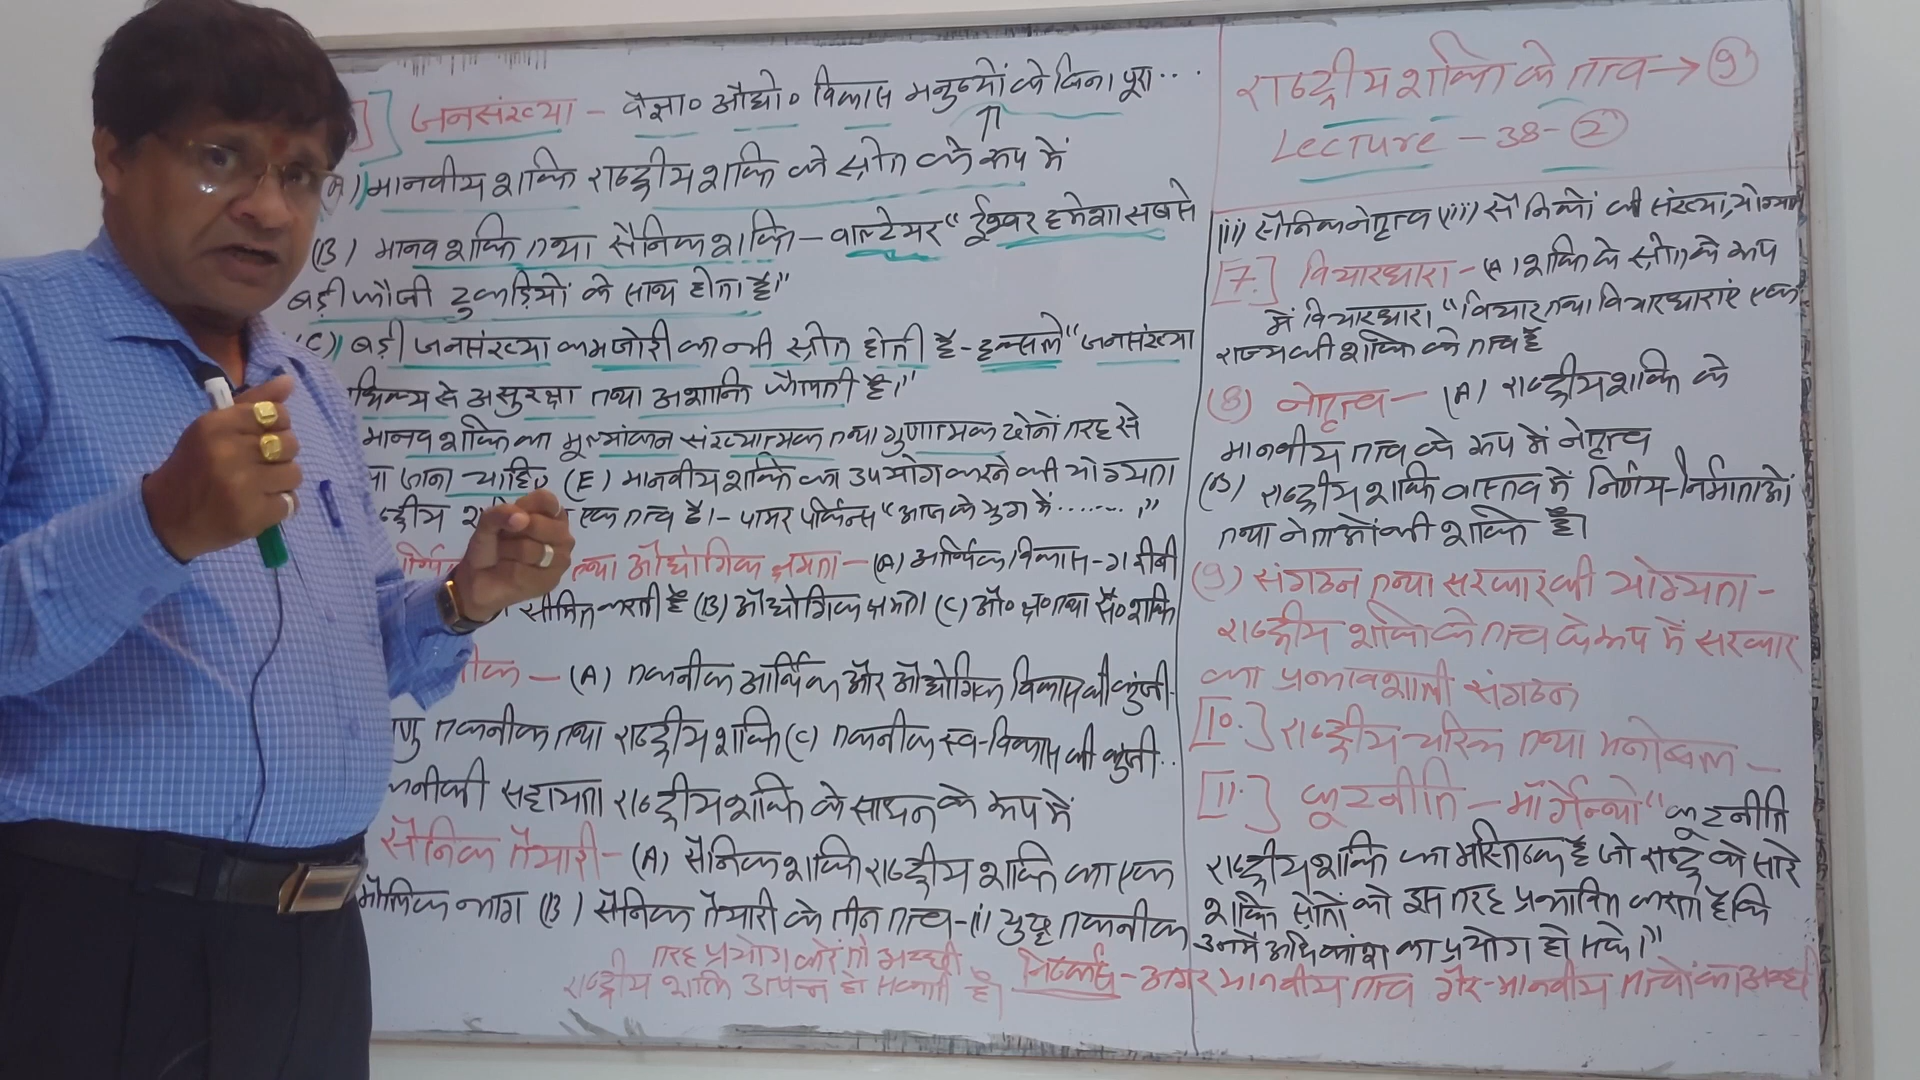 जनसंख्या - वैज्ञा० औद्यो० विकास मनुष्यों के बिना पूरा...
(A) मानवीय शक्ति राष्ट्रीय शक्ति के स्रोत के रूप में
(B) मानव शक्ति तथा सैनिक शक्ति - वाल्टेयर "ईश्वर हमेशा सबसे
बड़ी फौजी टुकड़ियों के साथ होता है।"
(C) बड़ी जनसंख्या कमजोरी का भी स्रोत होती है - हक्सले "जनसंख्या
धिक्य से असुरक्षा तथा अशान्ति फैलती है।"
मानव शक्ति का मूल्यांकन संख्यात्मक तथा गुणात्मक दोनों तरह से
जाना चाहिए (E) मानवीय शक्ति का उपयोग करने की योग्यता
ष्ट्रीय एक तत्व है। - पामर पर्किन्स "आज के युग में......."
तथा औद्योगिक क्षमता - (A) आर्थिक विकास - गरीबी
सीमित करती है (B) औद्योगिक क्षमता (C) औ० क्ष० तथा सै० शक्ति
नीक - (A) तकनीक आर्थिक और औद्योगिक विकास की कुंजी
णु तकनीक तथा राष्ट्रीय शक्ति (C) तकनीक स्व-विकास की कुंजी..
कनीकी सहायता राष्ट्रीय शक्ति के साधन के रूप में
सैनिक तैयारी - (A) सैनिक शक्ति राष्ट्रीय शक्ति का एक
मौलिक भाग (B) सैनिक तैयारी के तीन तत्व - (i) युद्ध तकनीक
राष्ट्रीय शक्ति के तत्व → 9
Lecture - 38 - 2
(ii) सैनिक नेतृत्व (iii) सैनिकों की संख्या, योग्यता
[7.] विचारधारा - (A) शक्ति के स्रोत के रूप
में विचारधारा "विचार तथा विचारधाराएं एक
राज्य की शक्ति के तत्व हैं
(8) नेतृत्व - (A) राष्ट्रीय शक्ति के
मानवीय तत्व के रूप में नेतृत्व
(B) राष्ट्रीय शक्ति वास्तव में निर्णय-निर्माताओं
तथा नेताओं की शक्ति है।
(9) संगठन तथा सरकार की योग्यता -
राष्ट्रीय शक्ति के तत्व के रूप में सरकार
का प्रभावशाली संगठन
[10.] राष्ट्रीय चरित्र तथा मनोबल -
[11.] कूटनीति - मॉर्गेन्थो "कूटनीति
राष्ट्रीय शक्ति का मस्तिष्क है जो राष्ट्र के सारे
शक्ति स्रोतों को इस तरह प्रभावित करता है कि
उनमें अधिकांश का प्रयोग हो सके।"
निष्कर्ष - अगर मानवीय तत्व गैर-मानवीय तत्वों का अच्छी
तरह प्रयोग करें तो अच्छी
राष्ट्रीय शक्ति उत्पन्न हो सकती है।